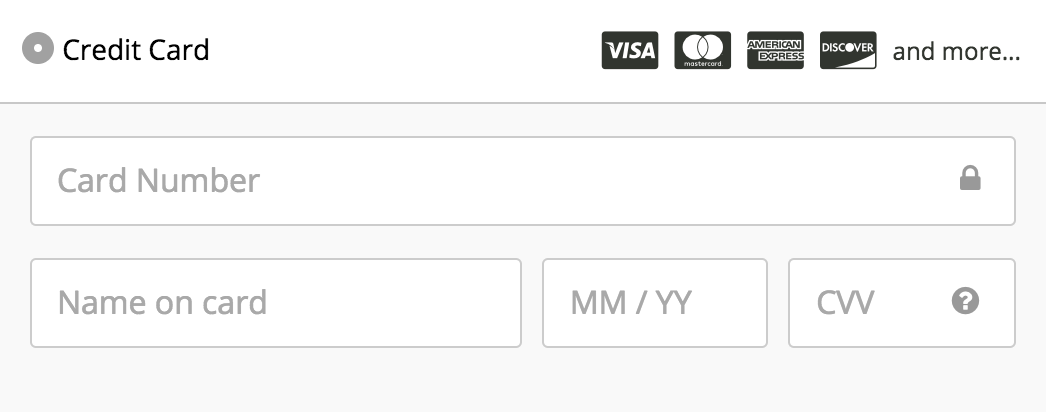 Credit Card VISA mastercard. AMERICAN EXPRESS DISCOVER and more...
Card Number
Name on card MM / YY CVV ?